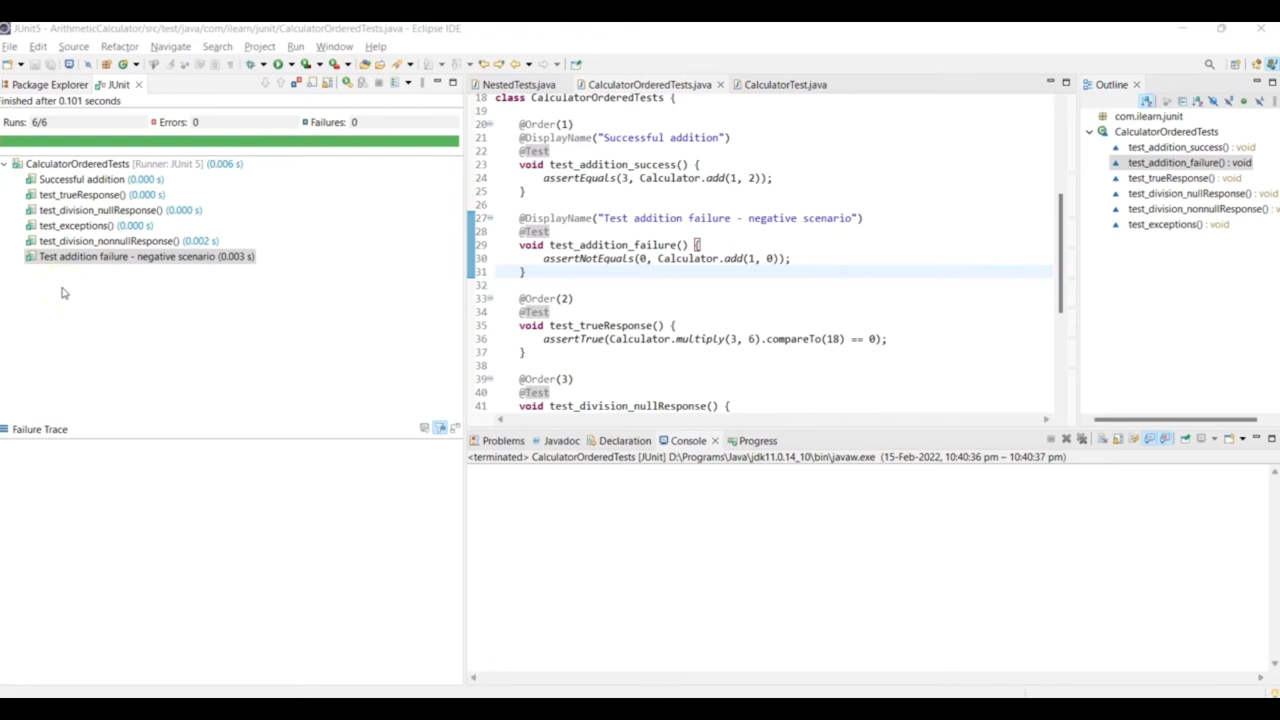 JUnit5 - ArithmeticCalculator/src/test/java/com/ilearn/junit/CalculatorOrderedTests.java - Eclipse IDE
File Edit Source Refactor Navigate Search Project Run Window Help
Package Explorer JUnit
NestedTests.java CalculatorOrderedTests.java CalculatorTest.java
Outline
inished after 0.101 seconds
Runs: 6/6 Errors: 0 Failures: 0
CalculatorOrderedTests [Runner: JUnit 5] (0.006 s)
Successful addition (0.000 s)
test_trueResponse() (0.000 s)
test_division_nullResponse() (0.000 s)
test_exceptions() (0.000 s)
test_division_nonnullResponse() (0.002 s)
Test addition failure - negative scenario (0.003 s)
Failure Trace
18 class CalculatorOrderedTests {
19
20 @Order(1)
21 @DisplayName("Successful addition")
22 @Test
23 void test_addition_success() {
24 assertEquals(3, Calculator.add(1, 2));
25 }
26
27 @DisplayName("Test addition failure - negative scenario")
28 @Test
29 void test_addition_failure() {
30 assertNotEquals(0, Calculator.add(1, 0));
31 }
32
33 @Order(2)
34 @Test
35 void test_trueResponse() {
36 assertTrue(Calculator.multiply(3, 6).compareTo(18) == 0);
37 }
38
39 @Order(3)
40 @Test
41 void test_division_nullResponse() {
com.ilearn.junit
CalculatorOrderedTests
test_addition_success() : void
test_addition_failure() : void
test_trueResponse() : void
test_division_nullResponse() : void
test_division_nonnullResponse() :
test_exceptions() : void
Problems Javadoc Declaration Console Progress
<terminated> CalculatorOrderedTests [JUnit] D:\Programs\Java\jdk11.0.14_10\bin\javaw.exe (15-Feb-2022, 10:40:36 pm – 10:40:37 pm)